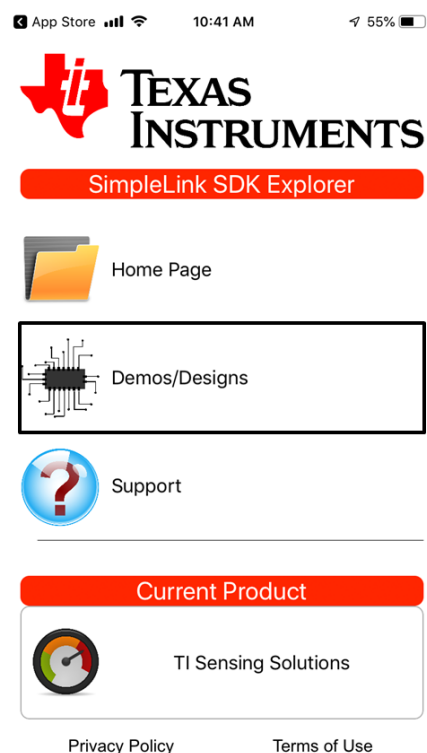 App Store 10:41 AM 55%
TEXAS
INSTRUMENTS
SimpleLink SDK Explorer
Home Page
Demos/Designs
Support
Current Product
TI Sensing Solutions
Privacy Policy Terms of Use